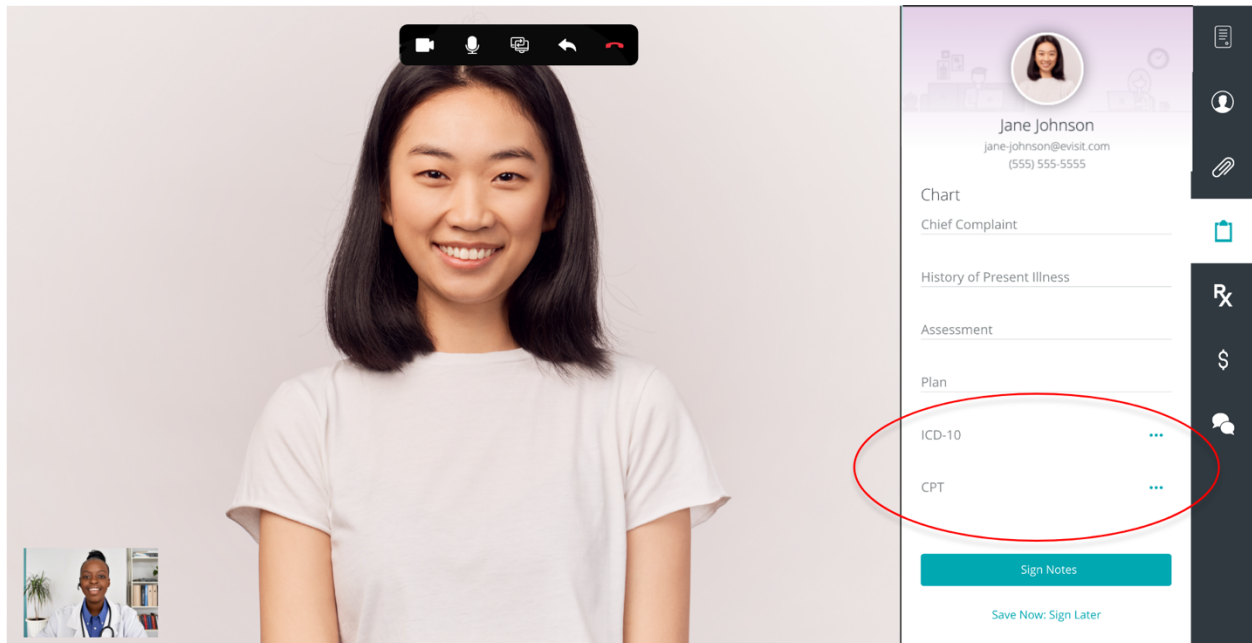 Jane Johnson
jane-johnson@evisit.com
(555) 555-5555
Chart
Chief Complaint
History of Present Illness
Assessment
Plan
ICD-10
CPT
Sign Notes
Save Now: Sign Later
Rx
$